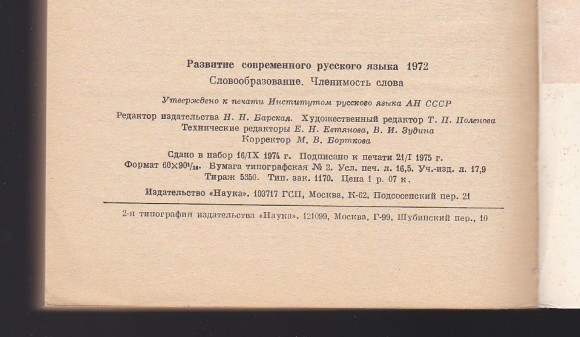 Развитие современного русского языка 1972
Словообразование. Членимость слова
Утверждено к печати Институтом русского языка АН СССР
Редактор издательства Н. Н. Барская. Художественный редактор Т. П. Поленова
Технические редакторы Е. Н. Евтянова, В. И. Зудина
Корректор М. В. Борткова
Сдано в набор 16/IX 1974 г. Подписано к печати 21/I 1975 г.
Формат 60×90¹/₁₆. Бумага типографская № 2. Усл. печ. л. 16,5. Уч.-изд. л. 17,9
Тираж 5350. Тип. зак. 1170. Цена 1 р. 07 к.
Издательство «Наука». 103717 ГСП, Москва, К-62, Подсосенский пер. 21
2-я типография издательства «Наука». 121099, Москва, Г-99, Шубинский пер., 10